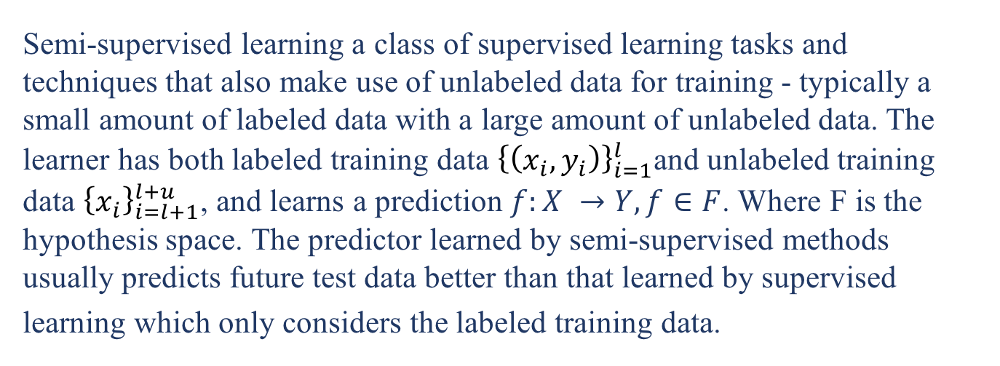 Semi-supervised learning a class of supervised learning tasks and
techniques that also make use of unlabeled data for training - typically a
small amount of labeled data with a large amount of unlabeled data. The
learner has both labeled training data $\{(x_i, y_i)\}_{i=1}^{l}$ and unlabeled training
data $\{x_i\}_{i=l+1}^{l+u}$, and learns a prediction $f: X \to Y, f \in F$. Where F is the
hypothesis space. The predictor learned by semi-supervised methods
usually predicts future test data better than that learned by supervised
learning which only considers the labeled training data.